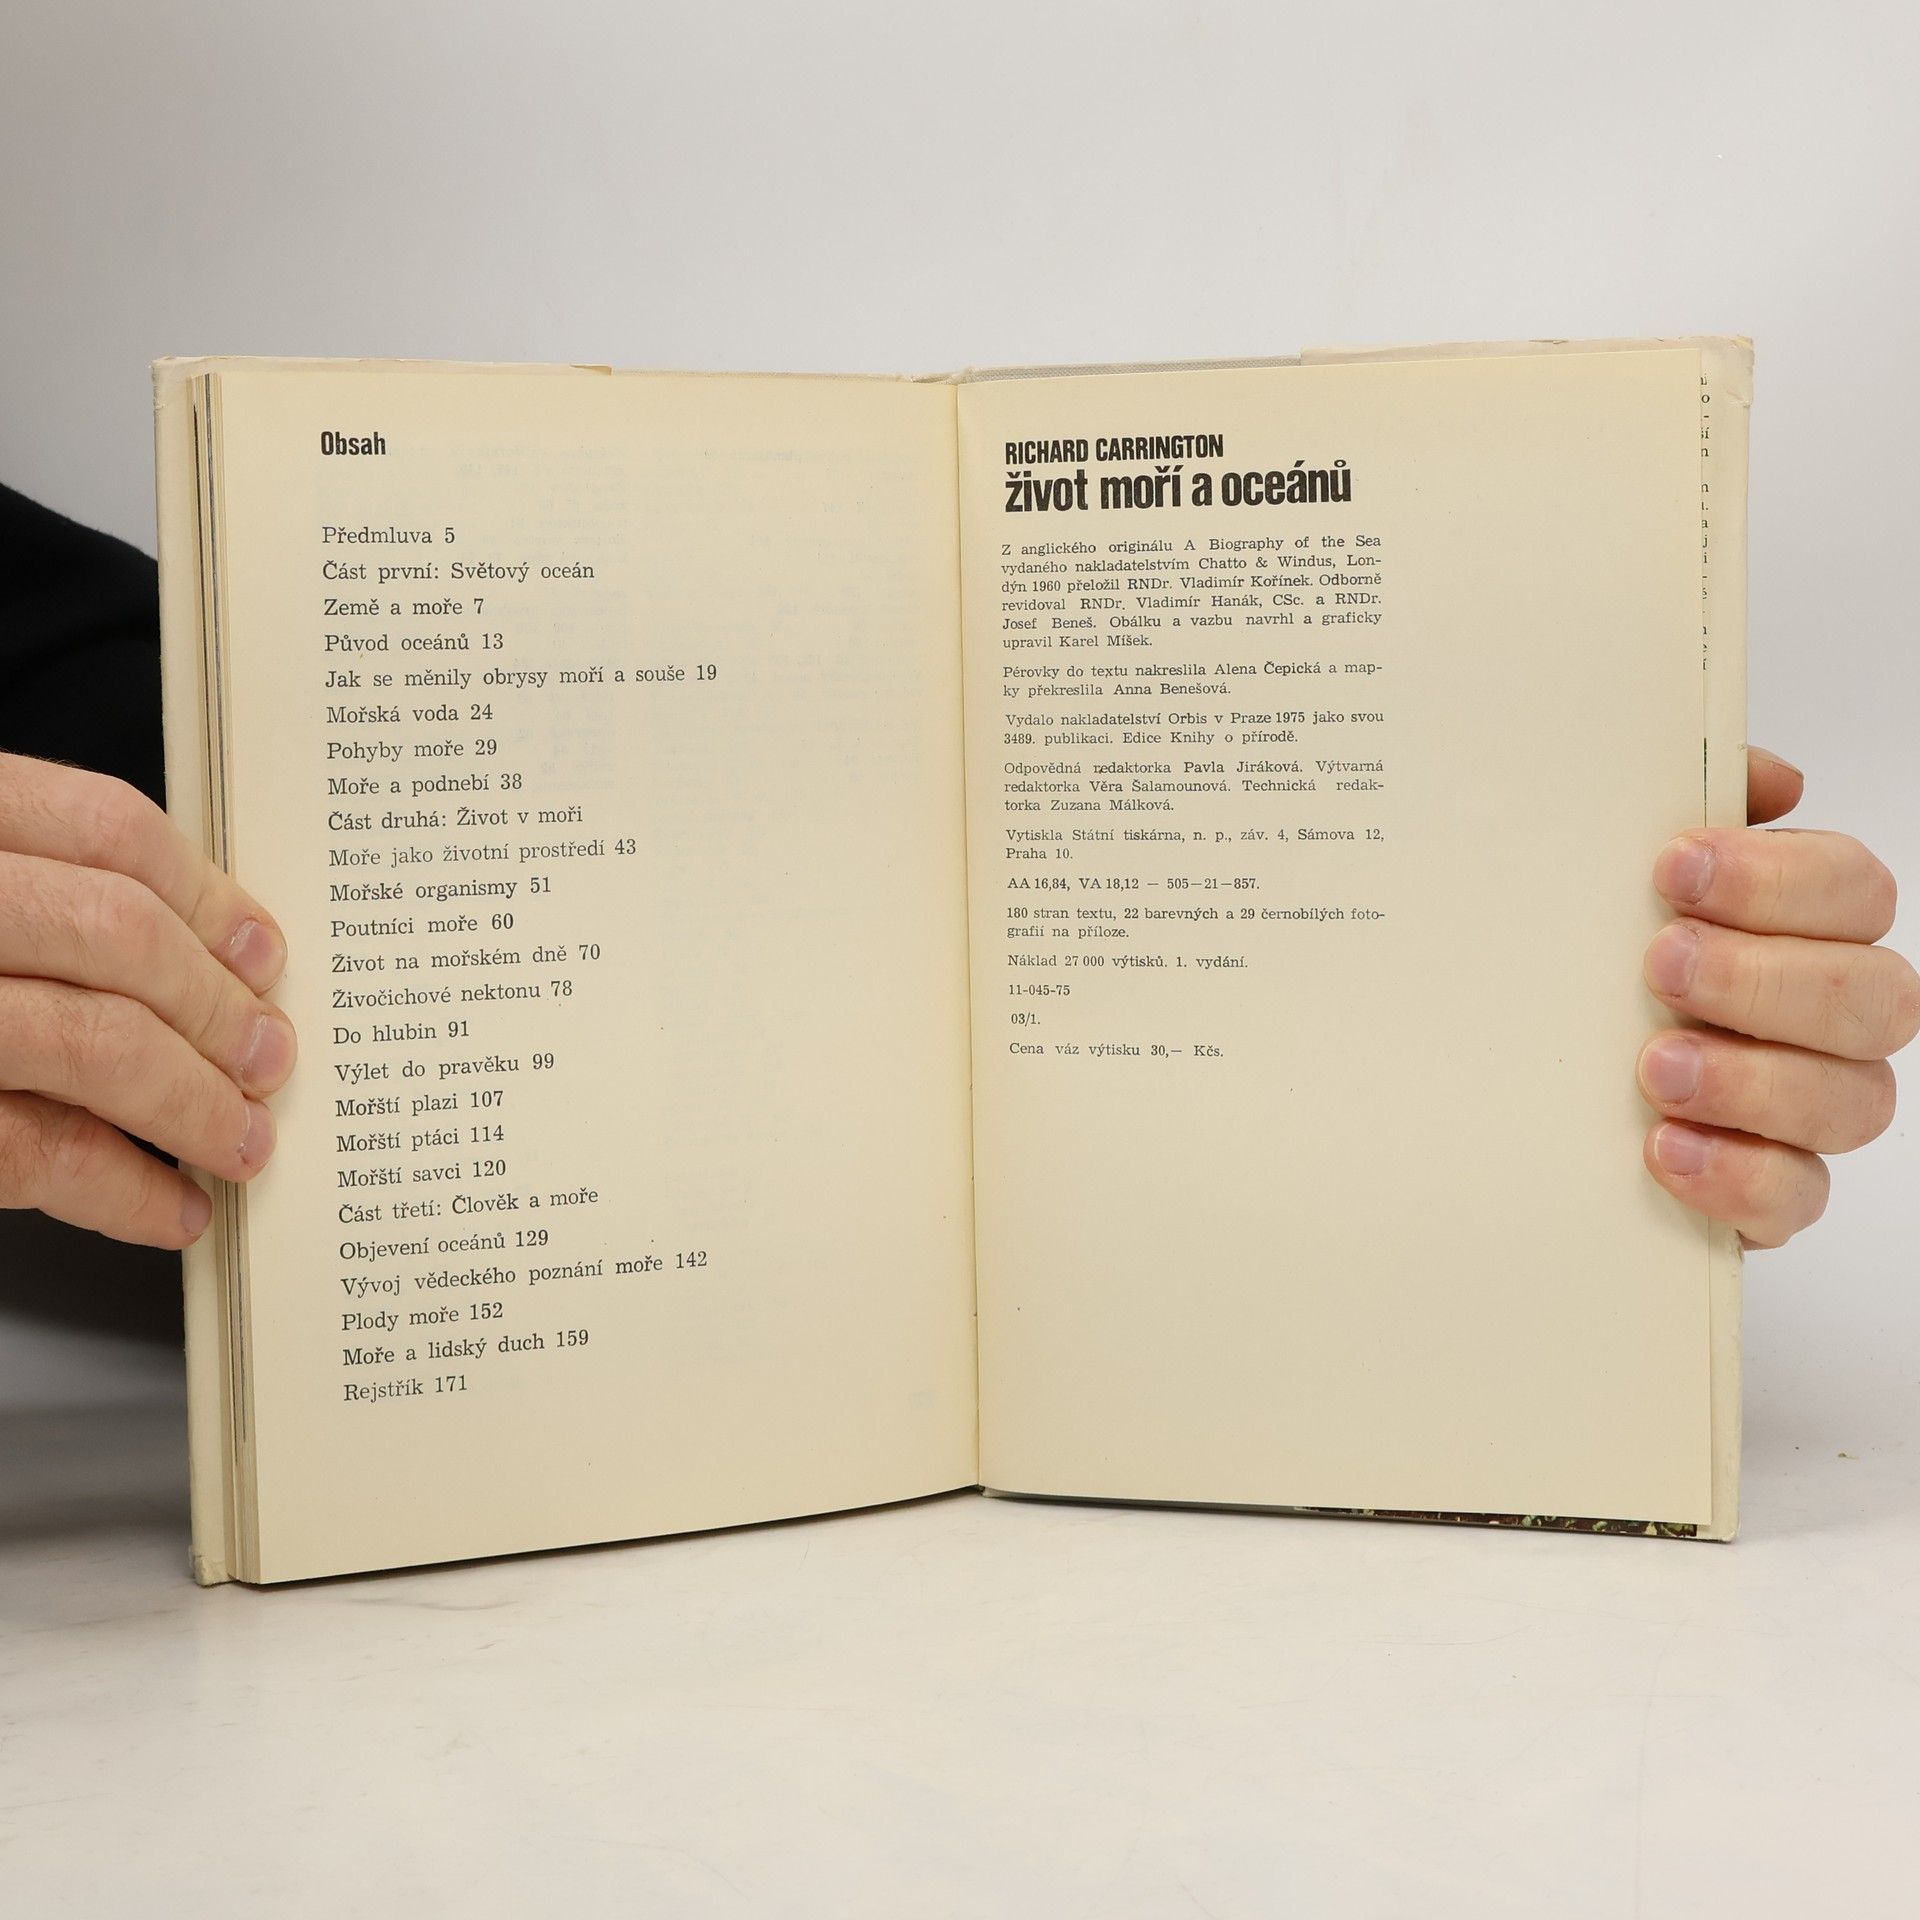 Obsah
Předmluva 5
Část první: Světový oceán
Země a moře 7
Původ oceánů 13
Jak se měnily obrysy moří a souše 19
Mořská voda 24
Pohyby moře 29
Moře a podnebí 38
Část druhá: Život v moři
Moře jako životní prostředí 43
Mořské organismy 51
Poutníci moře 60
Život na mořském dně 70
Živočichové nektonu 78
Do hlubin 91
Výlet do pravěku 99
Mořští plazi 107
Mořští ptáci 114
Mořští savci 120
Část třetí: Člověk a moře
Objevení oceánů 129
Vývoj vědeckého poznání moře 142
Plody moře 152
Moře a lidský duch 159
Rejstřík 171
RICHARD CARRINGTON
život moří a oceánů
Z anglického originálu A Biography of the Sea
vydaného nakladatelstvím Chatto & Windus, Lon-
dýn 1960 přeložil RNDr. Vladimír Kořínek. Odborně
revidoval RNDr. Vladimír Hanák, CSc. a RNDr.
Josef Beneš. Obálku a vazbu navrhl a graficky
upravil Karel Míšek.
Pérovky do textu nakreslila Alena Čepická a map-
ky překreslila Anna Benešová.
Vydalo nakladatelství Orbis v Praze 1975 jako svou
3489. publikaci. Edice Knihy o přírodě.
Odpovědná redaktorka Pavla Jiráková. Výtvarná
redaktorka Věra Šalamounová. Technická redak-
torka Zuzana Málková.
Vytiskla Státní tiskárna, n. p., záv. 4, Sámova 12,
Praha 10.
AA 16,84, VA 18,12 — 505—21—857.
180 stran textu, 22 barevných a 29 černobílých foto-
grafií na příloze.
Náklad 27 000 výtisků. 1. vydání.
11-045-75
03/1.
Cena váz výtisku 30,— Kčs.